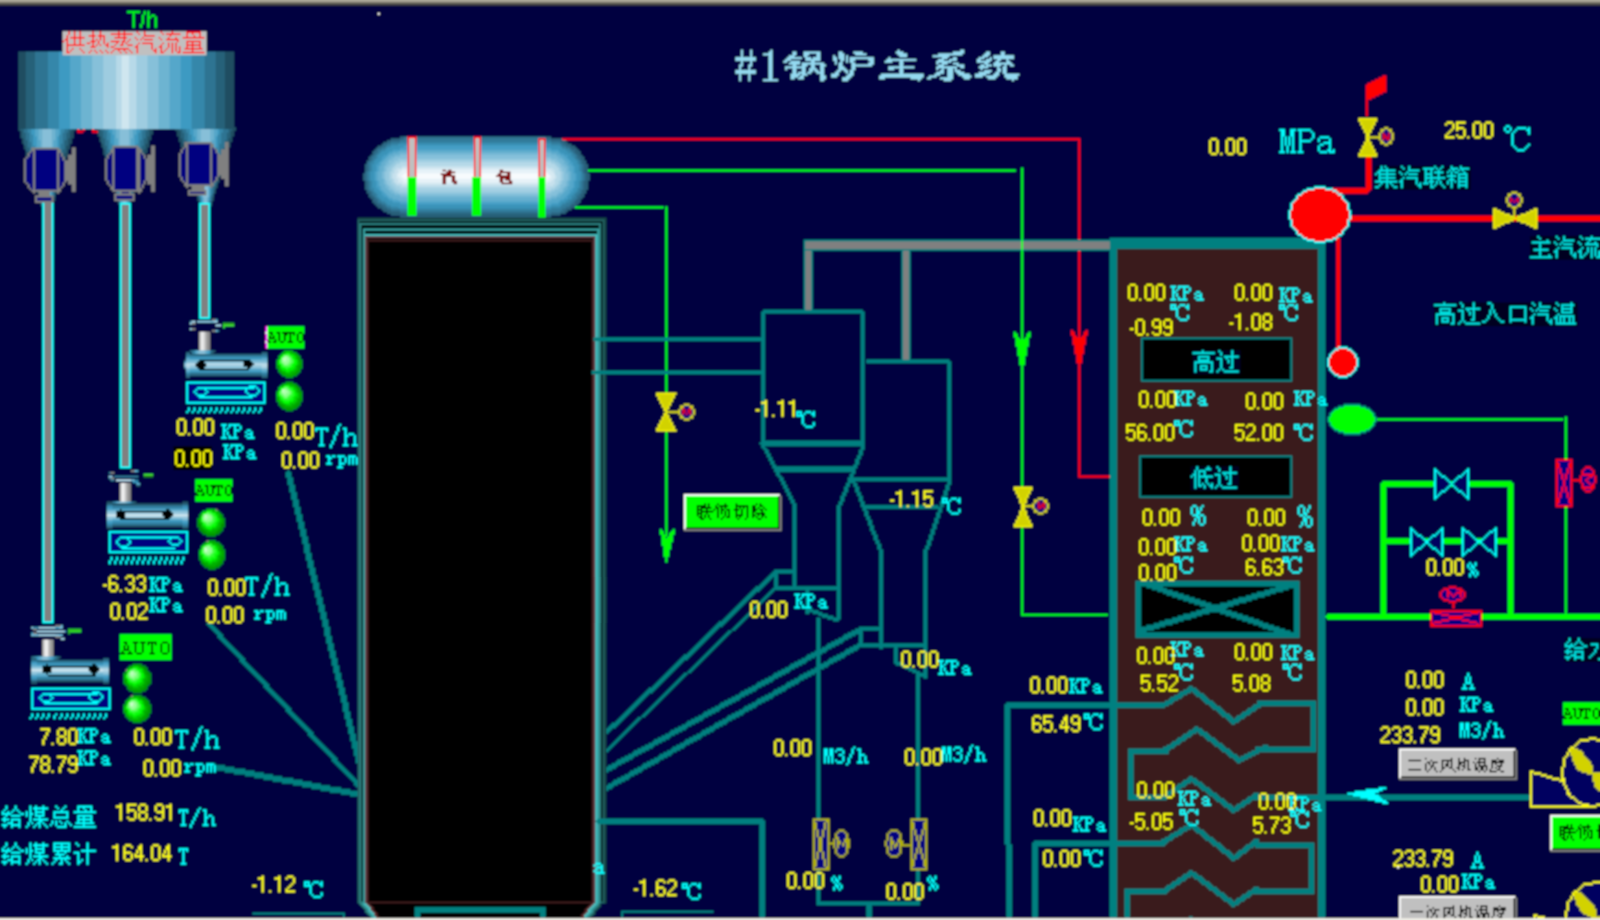 T/h
供热蒸汽流量
#1锅炉主系统
0.00 MPa
25.00 ℃
集汽联箱
汽 包
主汽流
高过入口汽温
0.00 KPa 0.00 KPa
-0.99 ℃ -1.08 ℃
高过
0.00 KPa 0.00 KPa
56.00 ℃ 52.00 ℃
低过
0.00 % 0.00 %
0.00 KPa 0.00 KPa
0.00 ℃ 6.63 ℃
0.00 KPa 0.00 KPa
5.52 ℃ 5.08 ℃
0.00 KPa 0.00 KPa
-5.05 ℃ 5.73 ℃
AUTO
0.00 KPa 0.00 T/h
0.00 KPa 0.00 rpm
AUTO
-6.33 KPa 0.00 T/h
0.02 KPa 0.00 rpm
AUTO
7.80 KPa 0.00 T/h
78.79 KPa 0.00 rpm
给煤总量 158.91 T/h
给煤累计 164.04 T
-1.12 ℃
-1.62 ℃
a
-1.11 ℃
-1.15 ℃
联锁切除
0.00 KPa
0.00 KPa
0.00 M3/h 0.00 M3/h
M M
0.00 % 0.00 %
0.00 KPa
65.49 ℃
0.00 KPa
0.00 ℃
0.00 %
给水
0.00 A
0.00 KPa
233.79 M3/h
AUTO
二次风机温度
联锁
233.79 A
0.00 KPa
一次风机温度